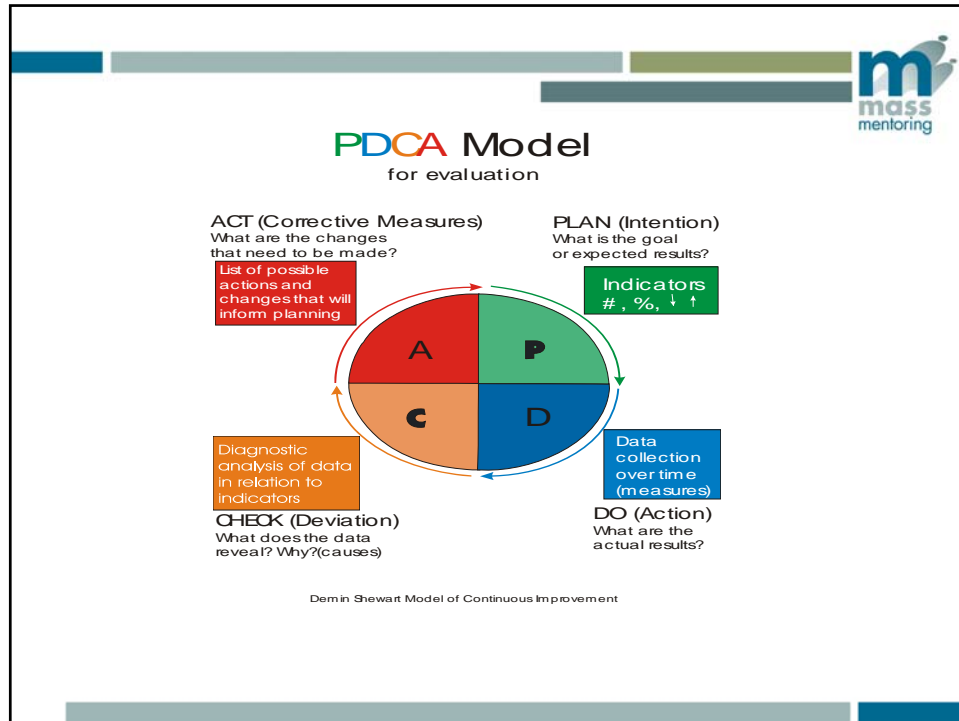 m
mass
mentoring
PDCA Model
for evaluation
ACT (Corrective Measures)
What are the changes
that need to be made?
List of possible
actions and
changes that will
inform planning
PLAN (Intention)
What is the goal
or expected results?
Indicators
#, %, ↓ ↑
A
P
C
D
Diagnostic
analysis of data
in relation to
indicators
CHECK (Deviation)
What does the data
reveal? Why?(causes)
Data
collection
over time
(measures)
DO (Action)
What are the
actual results?
Demin Shewart Model of Continuous Improvement